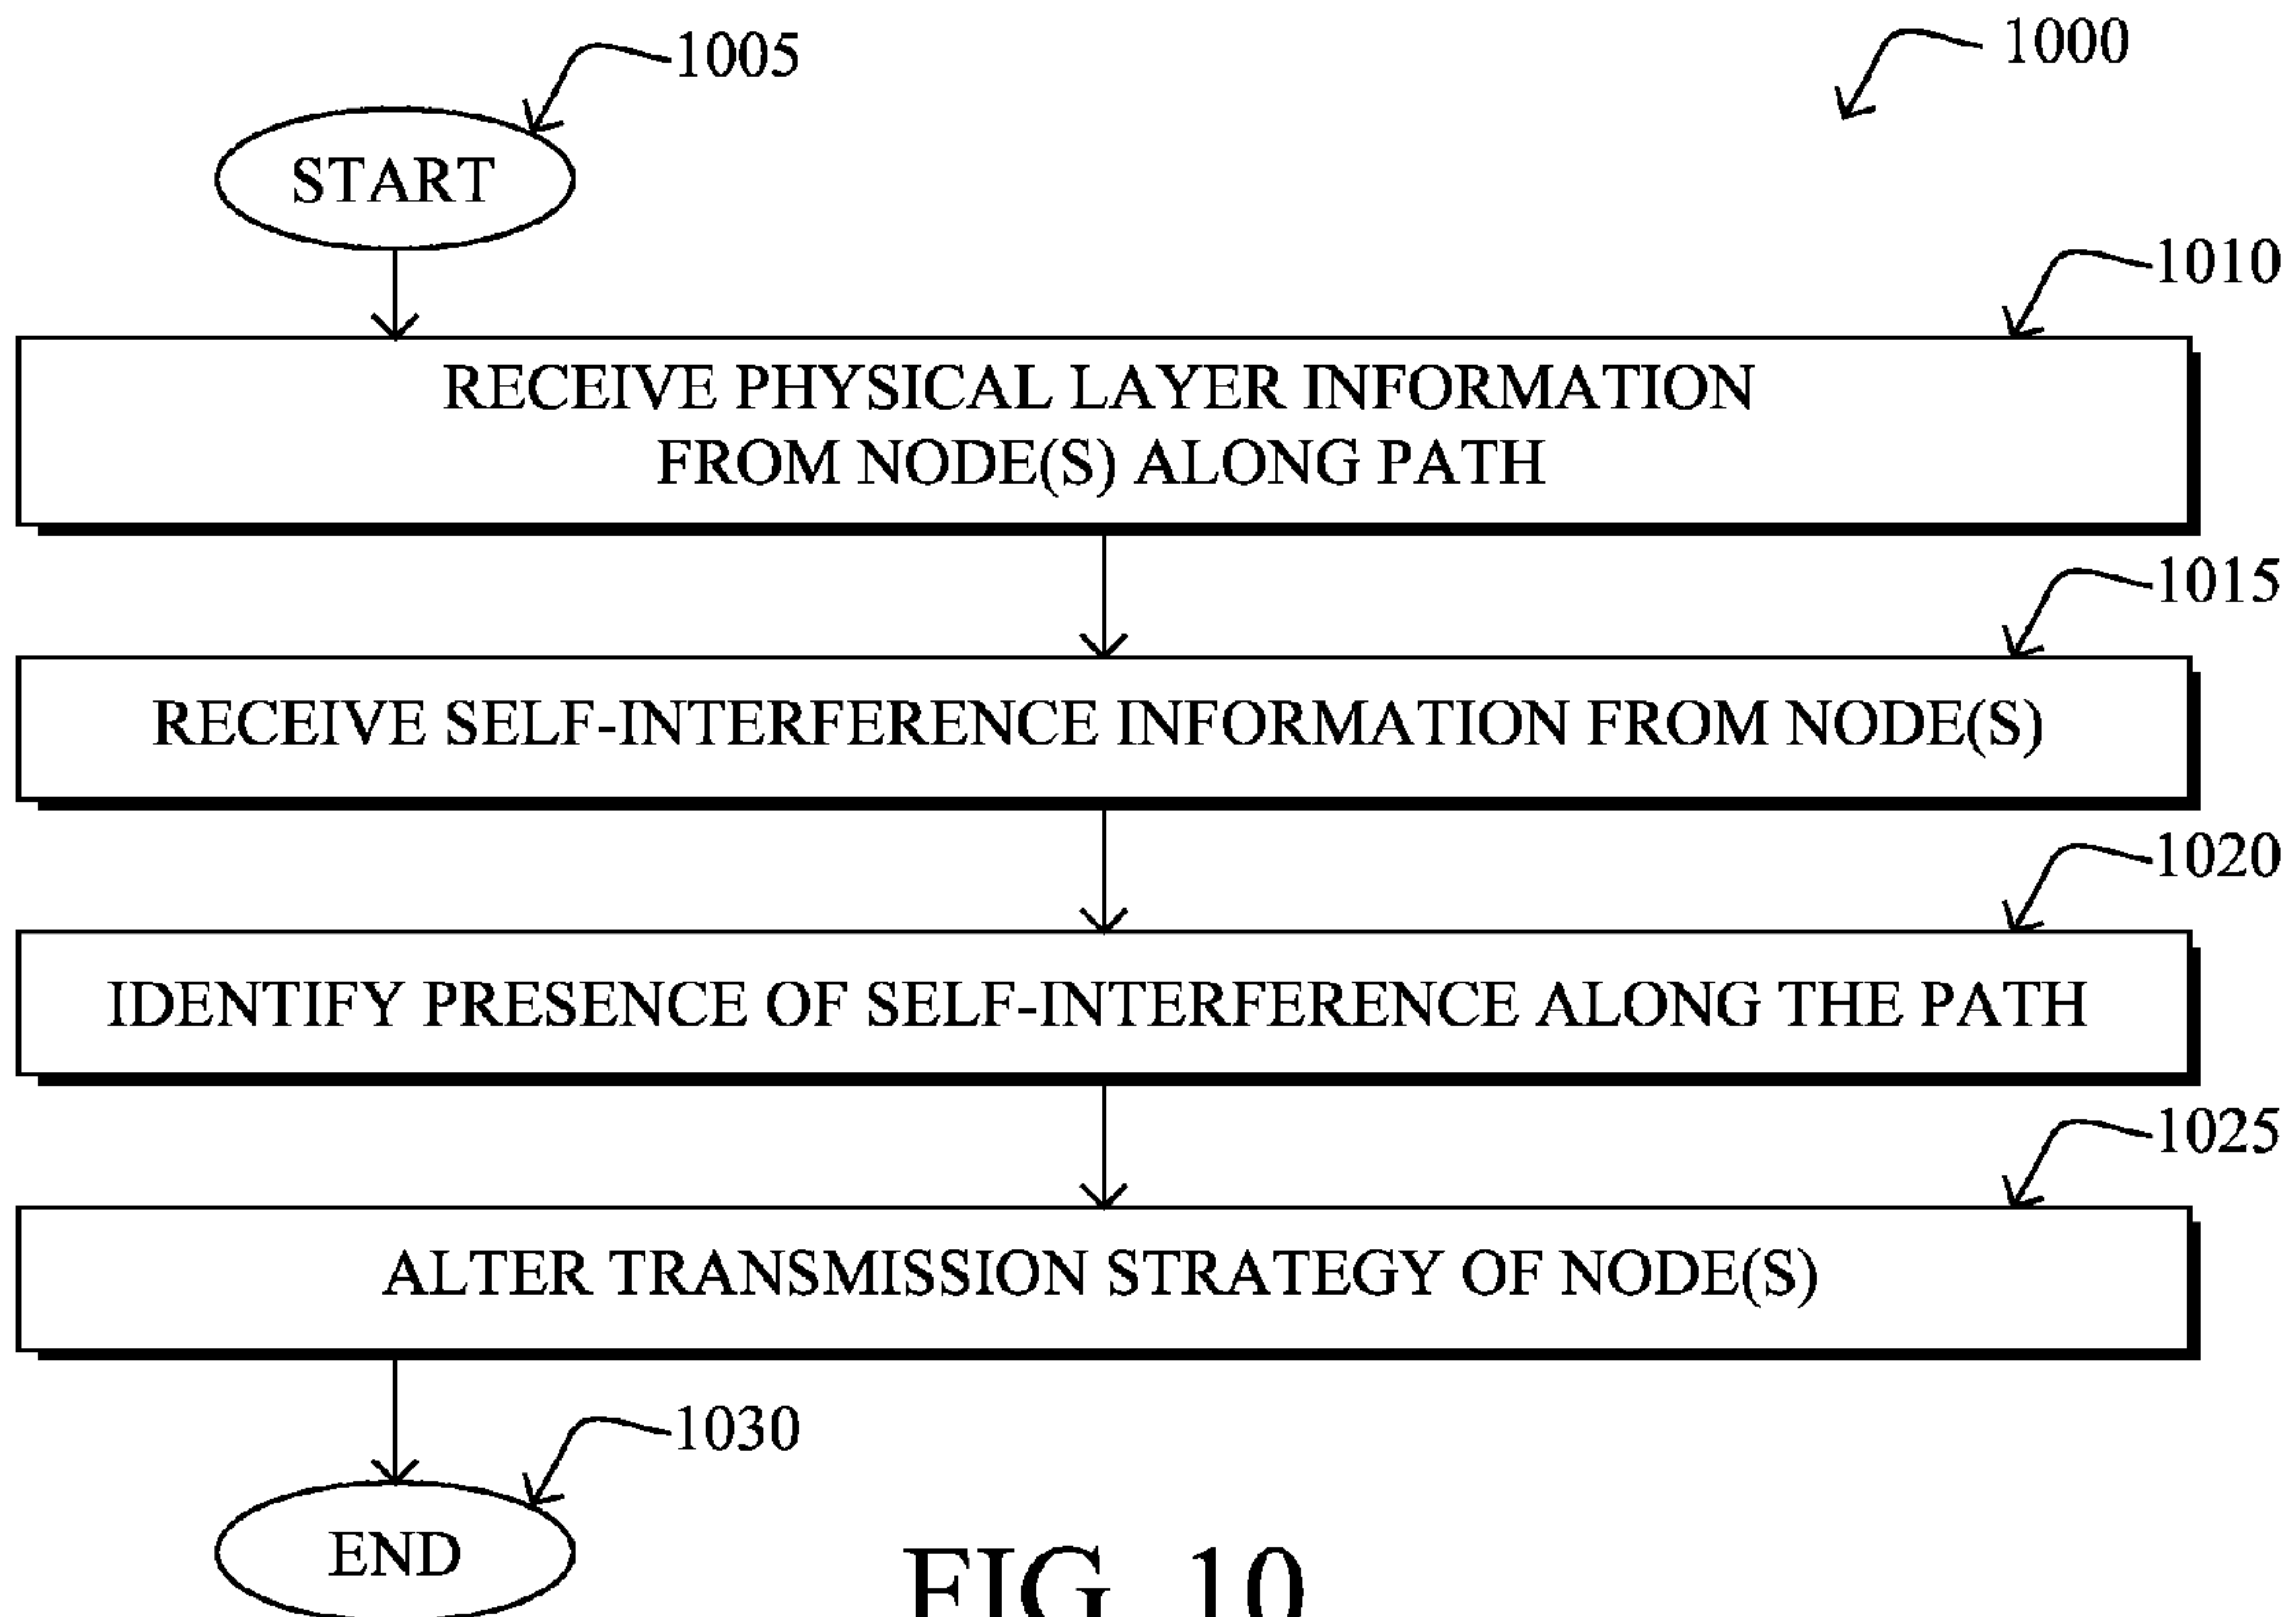 1005
1000
START
1010
RECEIVE PHYSICAL LAYER INFORMATION
FROM NODE(S) ALONG PATH
1015
RECEIVE SELF-INTERFERENCE INFORMATION FROM NODE(S)
1020
IDENTIFY PRESENCE OF SELF-INTERFERENCE ALONG THE PATH
1025
ALTER TRANSMISSION STRATEGY OF NODE(S)
1030
END
FIG. 10